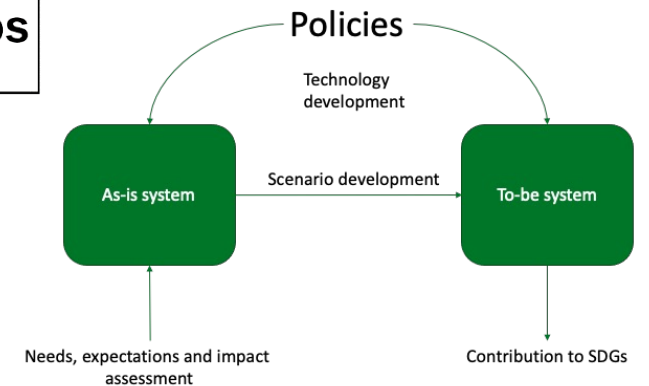 Policies
Technology
development
As-is system
Scenario development
To-be system
Needs, expectations and impact
assessment
Contribution to SDGs